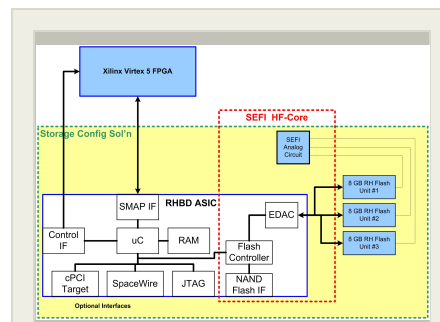 Xilinx Virtex 5 FPGA
SEFI HF-Core
Storage Config Sol'n
SEFI
Analog
Circuit
8 GB RH Flash
Unit #1
8 GB RH Flash
Unit #2
8 GB RH Flash
Unit #3
SMAP IF
RHBD ASIC
EDAC
Control
IF
uC
RAM
Flash
Controller
cPCI
Target
SpaceWire
JTAG
NAND
Flash IF
Optional Interfaces